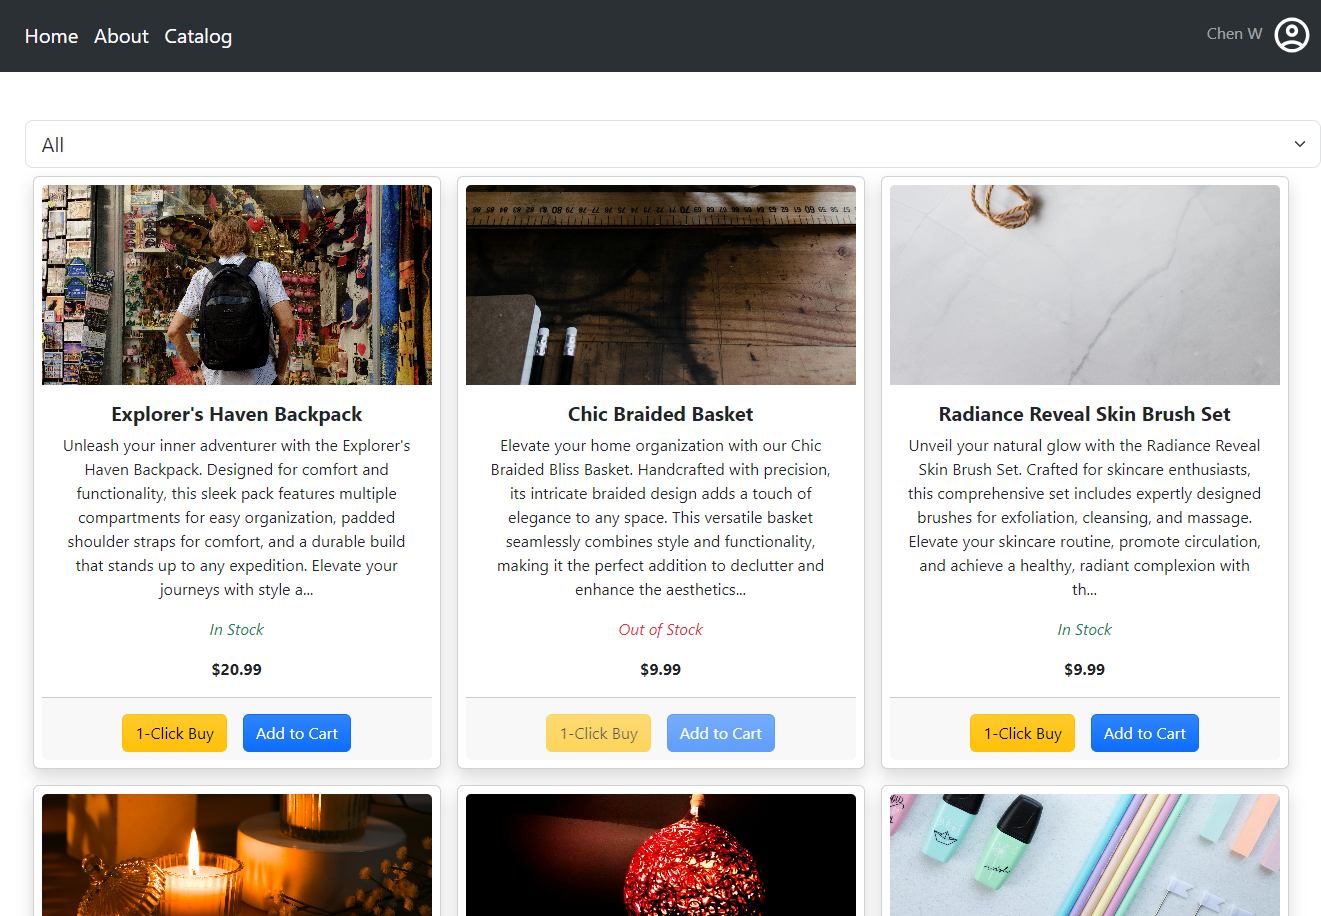 Home About Catalog
Chen W
All
Explorer's Haven Backpack
Unleash your inner adventurer with the Explorer's
Haven Backpack. Designed for comfort and
functionality, this sleek pack features multiple
compartments for easy organization, padded
shoulder straps for comfort, and a durable build
that stands up to any expedition. Elevate your
journeys with style a...
In Stock
$20.99
1-Click Buy Add to Cart
Chic Braided Basket
Elevate your home organization with our Chic
Braided Bliss Basket. Handcrafted with precision,
its intricate braided design adds a touch of
elegance to any space. This versatile basket
seamlessly combines style and functionality,
making it the perfect addition to declutter and
enhance the aesthetics...
Out of Stock
$9.99
1-Click Buy Add to Cart
Radiance Reveal Skin Brush Set
Unveil your natural glow with the Radiance Reveal
Skin Brush Set. Crafted for skincare enthusiasts,
this comprehensive set includes expertly designed
brushes for exfoliation, cleansing, and massage.
Elevate your skincare routine, promote circulation,
and achieve a healthy, radiant complexion with
th...
In Stock
$9.99
1-Click Buy Add to Cart